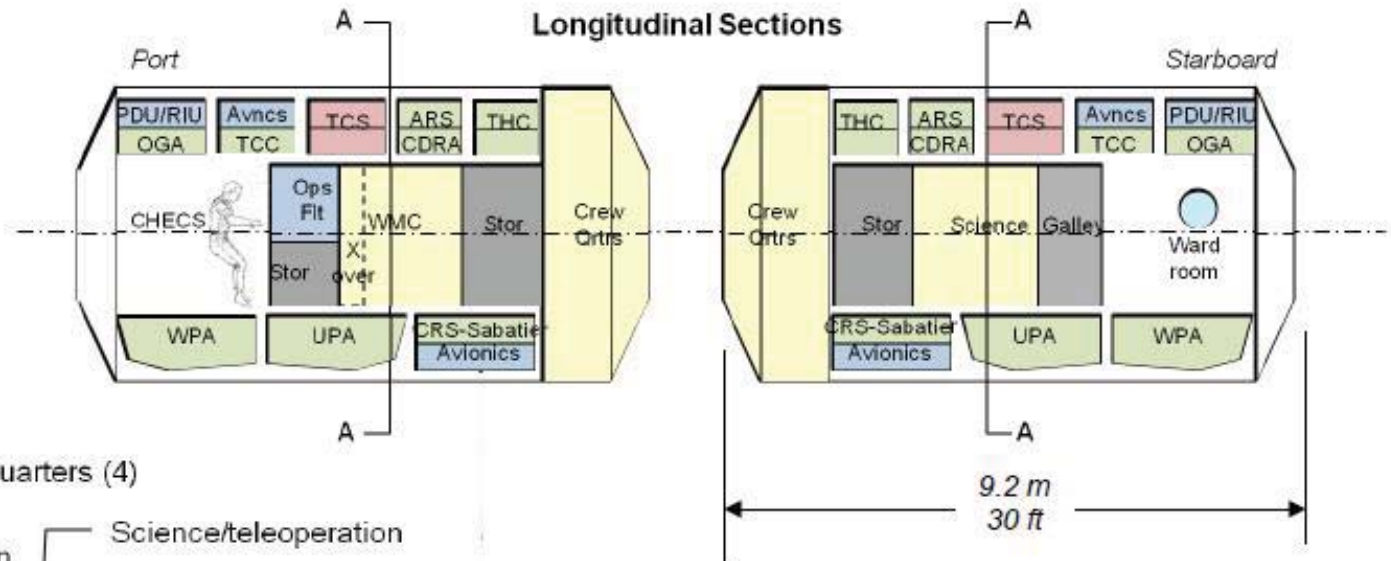 Longitudinal Sections
A
A
Port
Starboard
PDU/RIU
OGA
Avncs
TCC
TCS
ARS
CDRA
THC
CHECS
Ops
Flt
Stor
X
over
WMC
Stor
Crew
Qrtrs
WPA
UPA
CRS-Sabatier
Avionics
A
THC
ARS
CDRA
TCS
Avncs
TCC
PDU/RIU
OGA
Crew
Qrtrs
Stor
Science
Galley
Ward
room
CRS-Sabatier
Avionics
UPA
WPA
A
uarters (4)
Science/teleoperation
n
9.2 m
30 ft